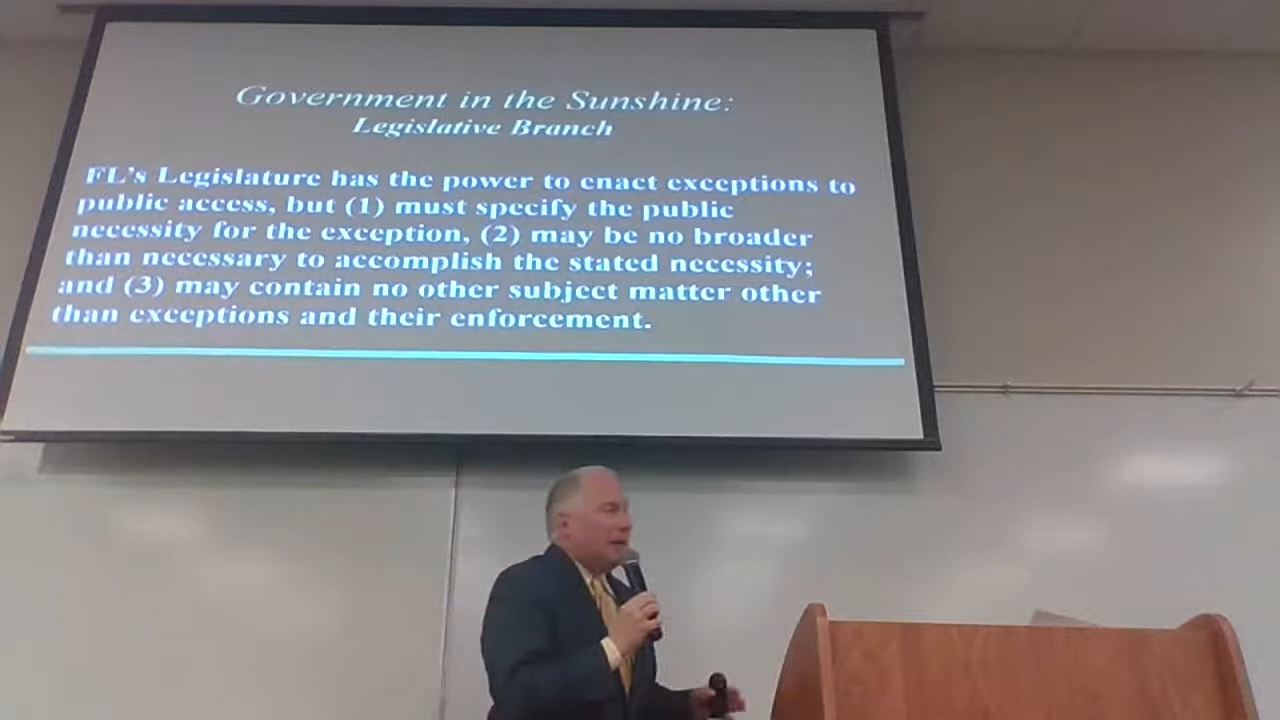 Government in the Sunshine:
Legislative Branch
FL's Legislature has the power to enact exceptions to
public access, but (1) must specify the public
necessity for the exception, (2) may be no broader
than necessary to accomplish the stated necessity;
and (3) may contain no other subject matter other
than exceptions and their enforcement.